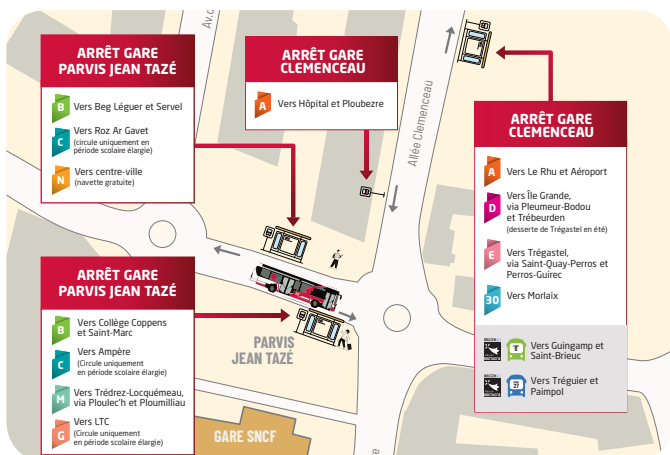 Av.
ARRÊT GARE
PARVIS JEAN TAZÉ
B Vers Beg Léguer et Servel
C Vers Roz Ar Gavet
(circule uniquement en
période scolaire élargie)
N Vers centre-ville
(navette gratuite)
ARRÊT GARE
CLEMENCEAU
A Vers Hôpital et Ploubezre
Allée Clemenceau
ARRÊT GARE
CLEMENCEAU
A Vers Le Rhu et Aéroport
D Vers Île Grande,
via Pleumeur-Bodou
et Trébeurden
(desserte de Trégastel en été)
E Vers Trégastel,
via Saint-Quay-Perros et
Perros-Guirec
30 Vers Morlaix
T Vers Guingamp et
Saint-Brieuc
27 Vers Tréguier et
Paimpol
ARRÊT GARE
PARVIS JEAN TAZÉ
B Vers Collège Coppens
et Saint-Marc
C Vers Ampère
(Circule uniquement
en période scolaire élargie)
M Vers Trédrez-Locquémeau,
via Ploulec'h et Ploumilliau
G Vers LTC
(Circule uniquement
en période scolaire élargie)
PARVIS
JEAN TAZÉ
GARE SNCF